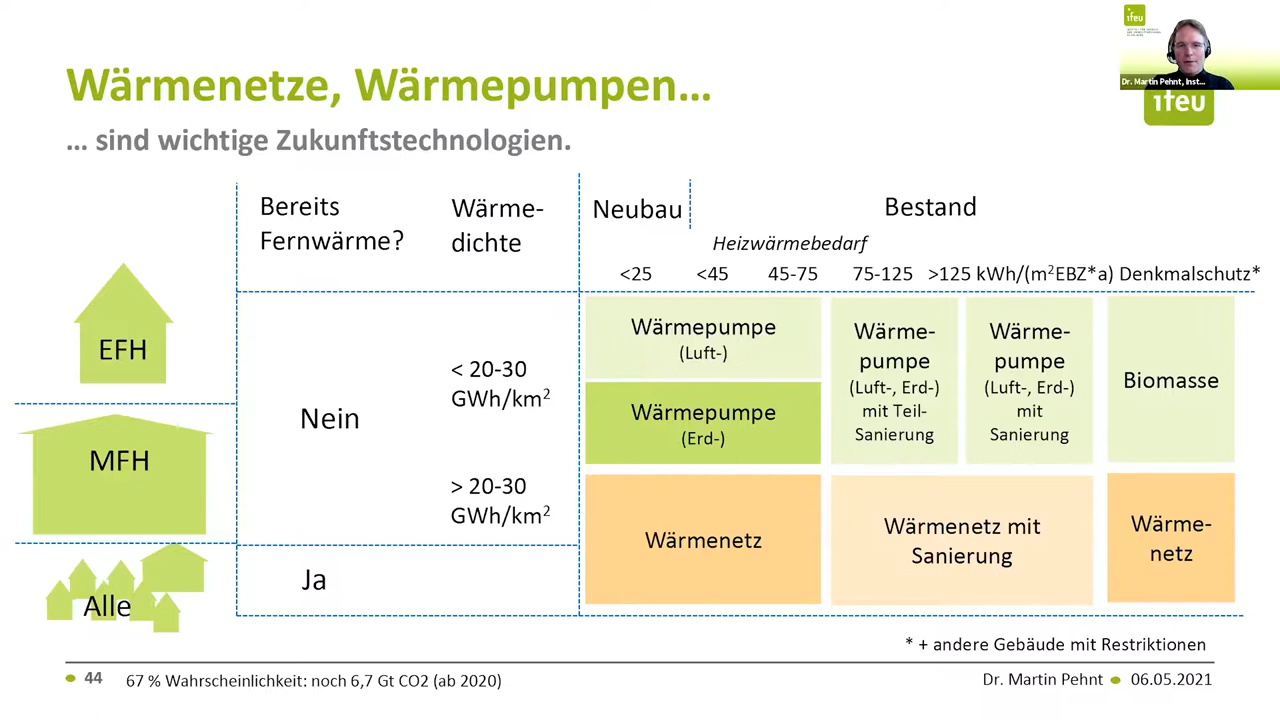 Wärmenetze, Wärmepumpen…
… sind wichtige Zukunftstechnologien.
ifeu
Dr. Martin Pehnt, Inst...
ifeu
Bereits
Fernwärme?
Wärme-
dichte
Neubau
Bestand
Heizwärmebedarf
<25
<45
45-75
75-125
>125 kWh/(m²EBZ*a)
Denkmalschutz*
EFH
MFH
Alle
Nein
Ja
< 20-30
GWh/km²
> 20-30
GWh/km²
Wärmepumpe
(Luft-)
Wärmepumpe
(Erd-)
Wärme-
pumpe
(Luft-, Erd-)
mit Teil-
Sanierung
Wärme-
pumpe
(Luft-, Erd-)
mit
Sanierung
Biomasse
Wärmenetz
Wärmenetz mit
Sanierung
Wärme-
netz
* + andere Gebäude mit Restriktionen
44
67 % Wahrscheinlichkeit: noch 6,7 Gt CO2 (ab 2020)
Dr. Martin Pehnt
06.05.2021